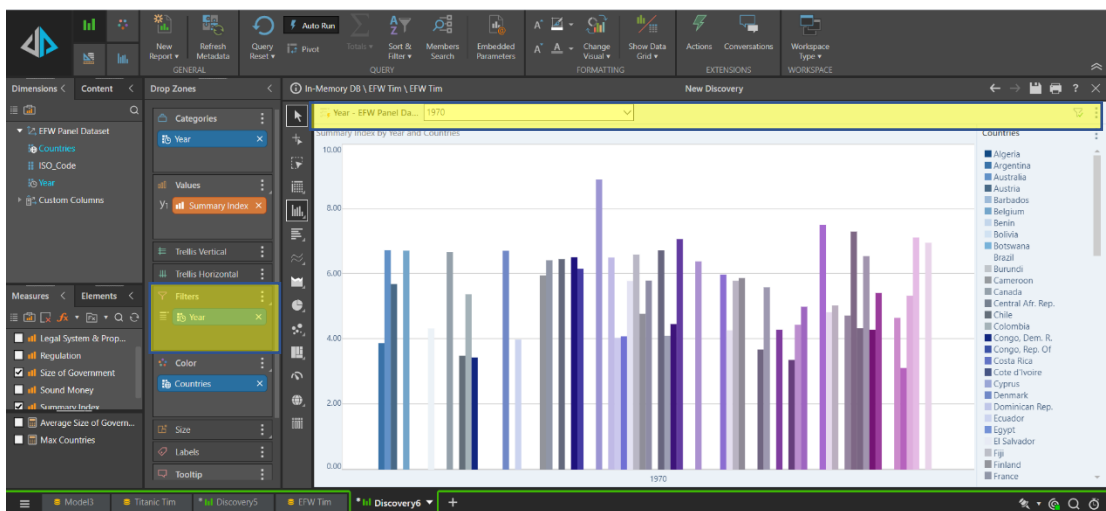 Auto Run
New
Report
Refresh
Metadata
Query
Reset
Pivot
Totals
Sort &
Filter
Members
Search
Embedded
Parameters
Change
Visual
Show Data
Grid
Actions
Conversations
Workspace
Type
GENERAL
QUERY
FORMATTING
EXTENSIONS
WORKSPACE
Dimensions
Content
Drop Zones
In-Memory DB \ EFW Tim \ EFW Tim
New Discovery
EFW Panel Dataset
Countries
ISO_Code
Year
Custom Columns
Measures
Elements
Legal System & Prop...
Regulation
Size of Government
Sound Money
Summary Index
Average Size of Govern...
Max Countries
Categories
Year
Values
Summary Index
Trellis Vertical
Trellis Horizontal
Filters
Year
Color
Countries
Size
Labels
Tooltip
Year - EFW Panel Da...
1970
Summary Index by Year and Countries
10.00
8.00
6.00
4.00
2.00
0.00
1970
Countries
Algeria
Argentina
Australia
Austria
Barbados
Belgium
Benin
Bolivia
Botswana
Brazil
Burundi
Cameroon
Canada
Central Afr. Rep.
Chile
Colombia
Congo, Dem. R.
Congo, Rep. Of
Costa Rica
Cote d'Ivoire
Cyprus
Denmark
Dominican Rep.
Ecuador
Egypt
El Salvador
Fiji
Finland
France
Model3
Titanic Tim
*Discovery5
EFW Tim
*Discovery6